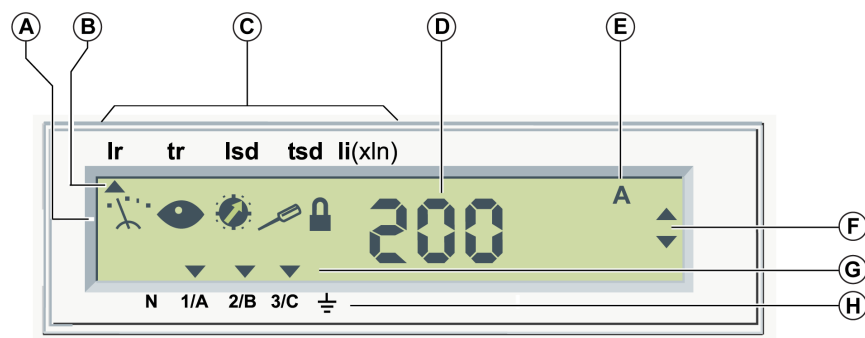 A B C D E
Ir tr Isd tsd Ii(xIn)
A
200
F
G
N 1/A 2/B 3/C
H